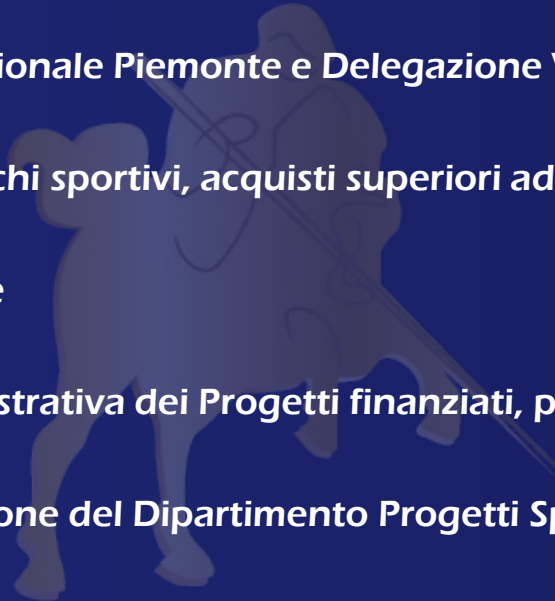 ionale Piemonte e Delegazione V
chi sportivi, acquisti superiori ad
e
strativa dei Progetti finanziati, p
one del Dipartimento Progetti Sp